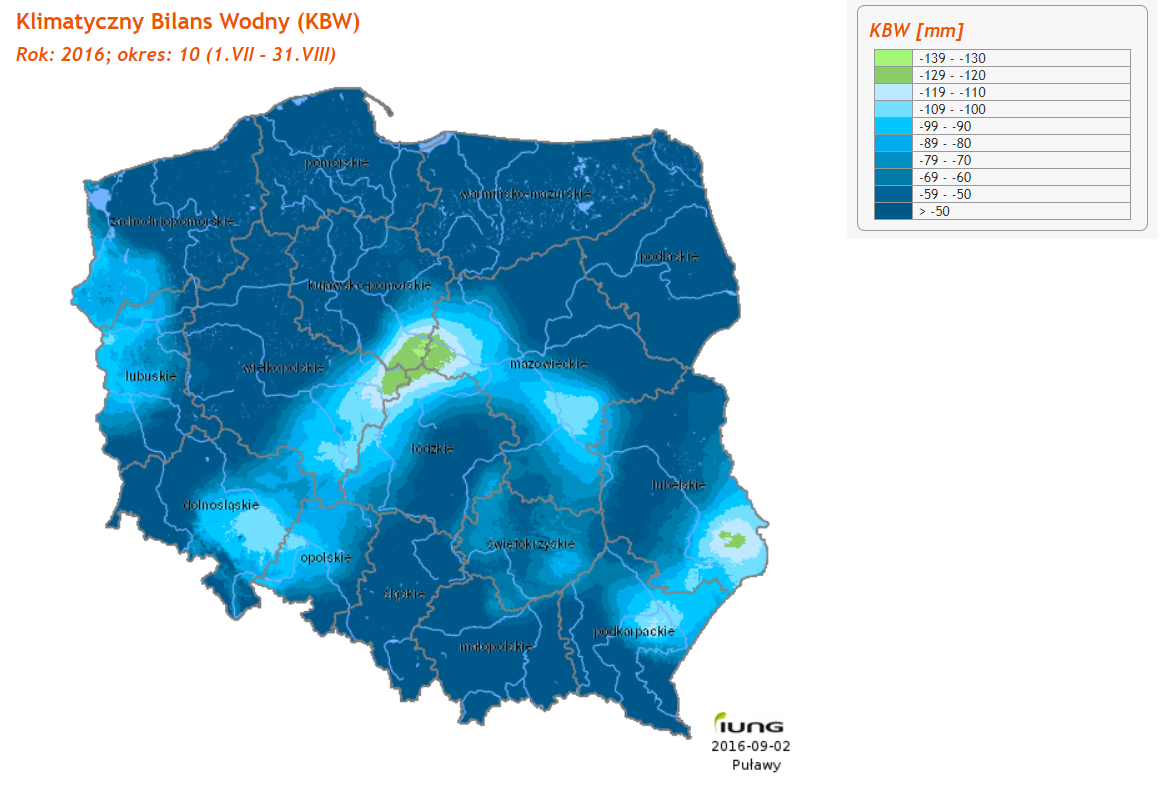 Klimatyczny Bilans Wodny (KBW)
Rok: 2016; okres: 10 (1.VII - 31.VIII)
KBW [mm]
-139 - -130
-129 - -120
-119 - -110
-109 - -100
-99 - -90
-89 - -80
-79 - -70
-69 - -60
-59 - -50
> -50
pomorskie
warmińsko-mazurskie
zachodniopomorskie
podlaskie
kujawsko-pomorskie
wielkopolskie
mazowieckie
lubuskie
łódzkie
lubelskie
dolnośląskie
świetokrzyskie
opolskie
śląskie
podkarpackie
małopolskie
iUNG
2016-09-02
Puławy